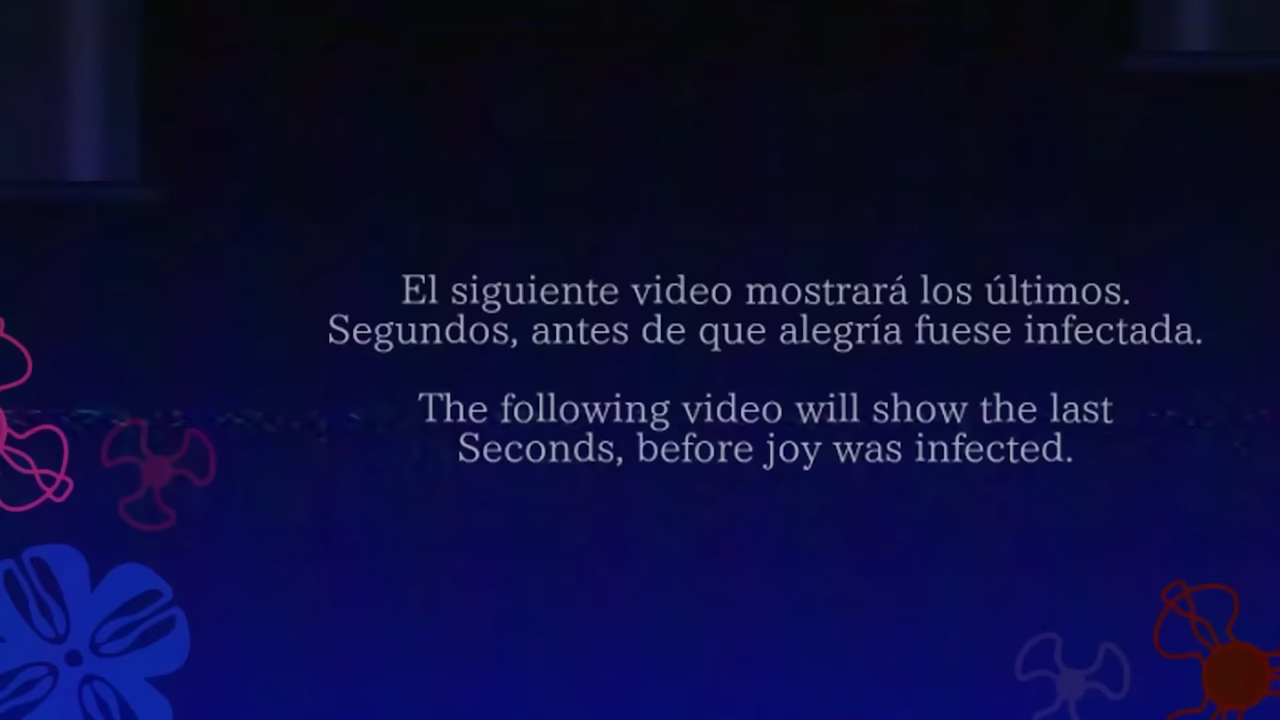 El siguiente video mostrará los últimos.
Segundos, antes de que alegría fuese infectada.
The following video will show the last
Seconds, before joy was infected.